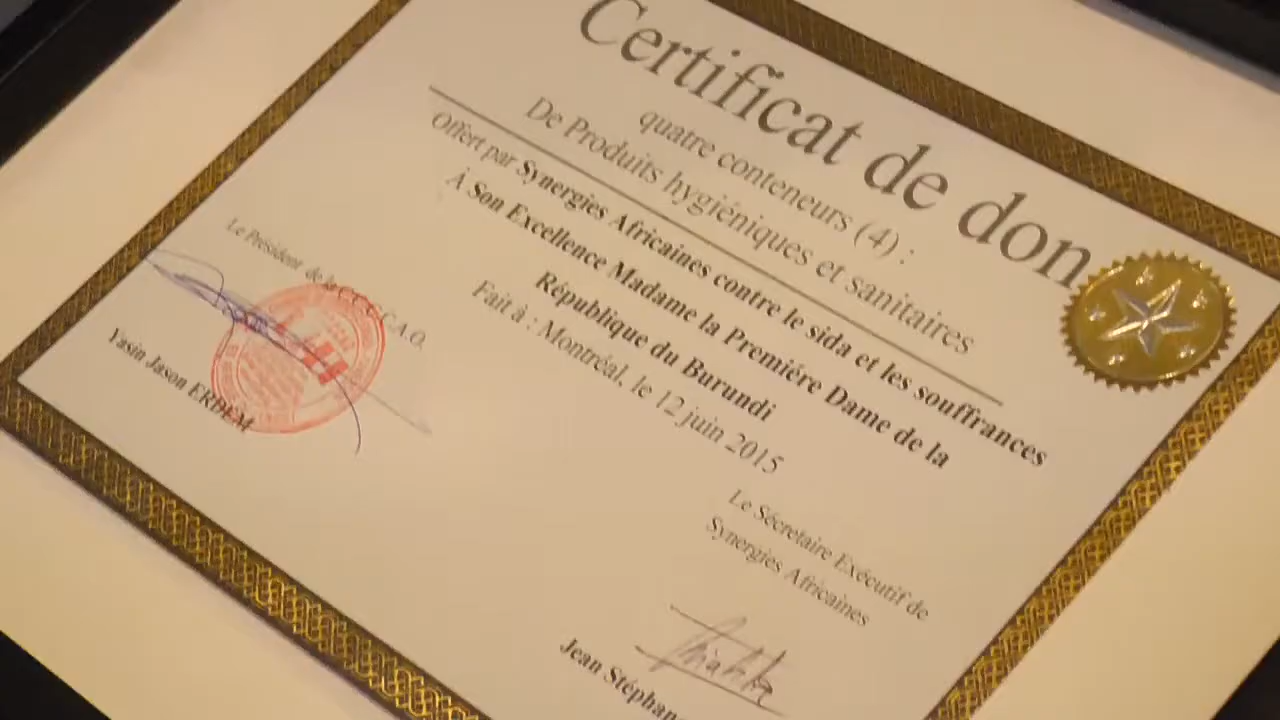 Certificat de don
quatre conteneurs (4) :
De Produits hygiéniques et sanitaires
Offert par Synergies Africaines contre le sida et les souffrances
À Son Excellence Madame la Première Dame de la
République du Burundi
Fait à : Montréal, le 12 juin 2015
Le Président de la C.C.C.A.O.
Yasin Jason ERDEM
Le Sécretaire Exécutif de
Synergies Africaines
Jean Stéphan